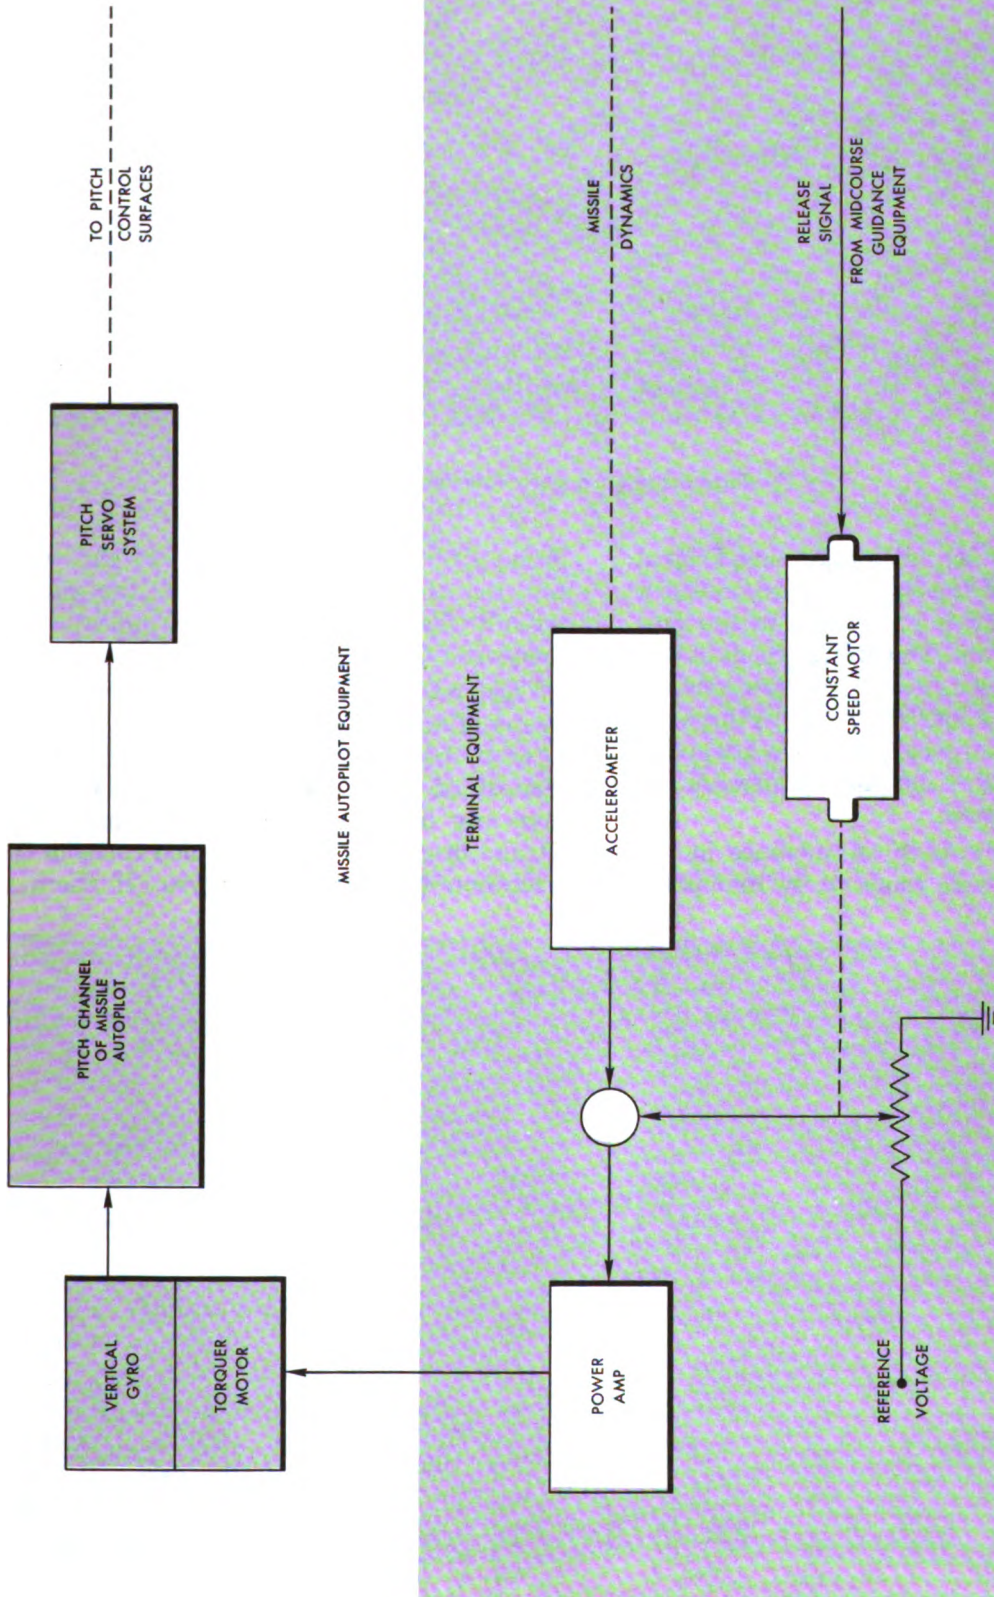 VERTICAL
GYRO
TORQUER
MOTOR
PITCH CHANNEL
OF MISSILE
AUTOPILOT
PITCH
SERVO
SYSTEM
TO PITCH
CONTROL
SURFACES
MISSILE AUTOPILOT EQUIPMENT
TERMINAL EQUIPMENT
POWER
AMP
ACCELEROMETER
MISSILE
DYNAMICS
CONSTANT
SPEED MOTOR
RELEASE
SIGNAL
FROM MIDCOURSE
GUIDANCE
EQUIPMENT
REFERENCE
VOLTAGE